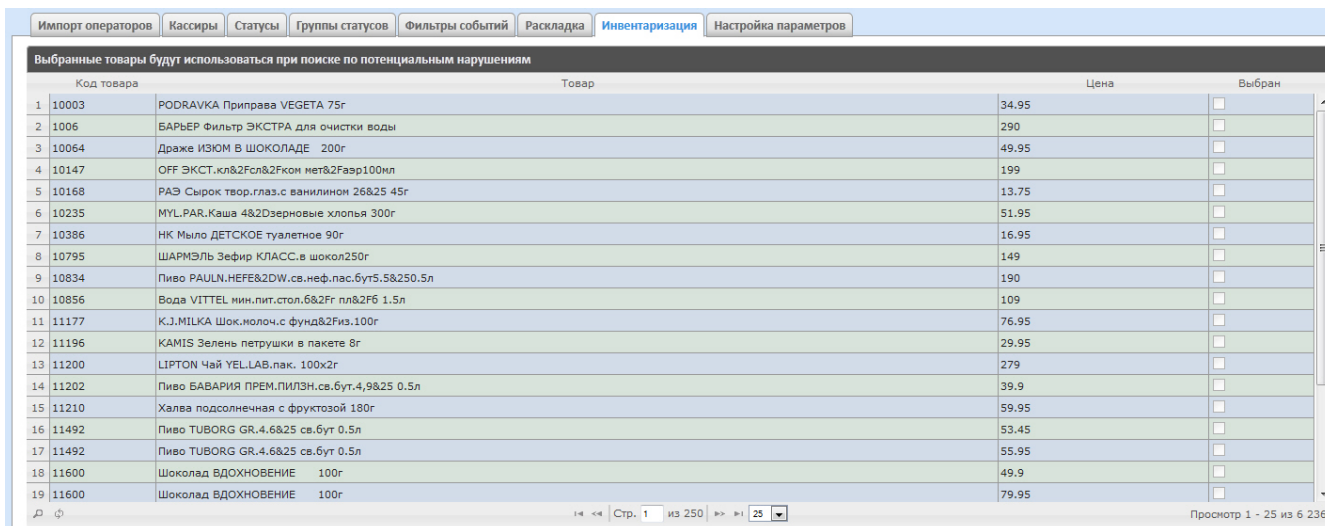 Импорт операторов Кассиры Статусы Группы статусов Фильтры событий Раскладка Инвентаризация Настройка параметров
Выбранные товары будут использоваться при поиске по потенциальным нарушениям
Код товара Товар Цена Выбран
1 10003 PODRAVKA Приправа VEGETA 75г 34.95
2 1006 БАРЬЕР Фильтр ЭКСТРА для очистки воды 290
3 10064 Драже ИЗЮМ В ШОКОЛАДЕ 200г 49.95
4 10147 OFF ЭКСТ.кл&2Fсл&2Fком мет&2Fаэр100мл 199
5 10168 РАЭ Сырок твор.глаз.с ванилином 26&25 45г 13.75
6 10235 MYL.PAR.Каша 4&2Dзерновые хлопья 300г 51.95
7 10386 НК Мыло ДЕТСКОЕ туалетное 90г 16.95
8 10795 ШАРМЭЛЬ Зефир КЛАСС.в шокол250г 149
9 10834 Пиво PAULN.HEFE&2DW.св.неф.пас.бут5.5&250.5л 190
10 10856 Вода VITTEL мин.пит.стол.б&2Fг пл&2Fб 1.5л 109
11 11177 K.J.MILKA Шок.молоч.с фунд&2Fиз.100г 76.95
12 11196 KAMIS Зелень петрушки в пакете 8г 29.95
13 11200 LIPTON Чай YEL.LAB.пак. 100x2г 279
14 11202 Пиво БАВАРИЯ ПРЕМ.ПИЛЗН.св.бут.4,9&25 0.5л 39.9
15 11210 Халва подсолнечная с фруктозой 180г 59.95
16 11492 Пиво TUBORG GR.4.6&25 св.бут 0.5л 53.45
17 11492 Пиво TUBORG GR.4.6&25 св.бут 0.5л 55.95
18 11600 Шоколад ВДОХНОВЕНИЕ 100г 49.9
19 11600 Шоколад ВДОХНОВЕНИЕ 100г 79.95
Стр. 1 из 250 25 Просмотр 1 - 25 из 6 236